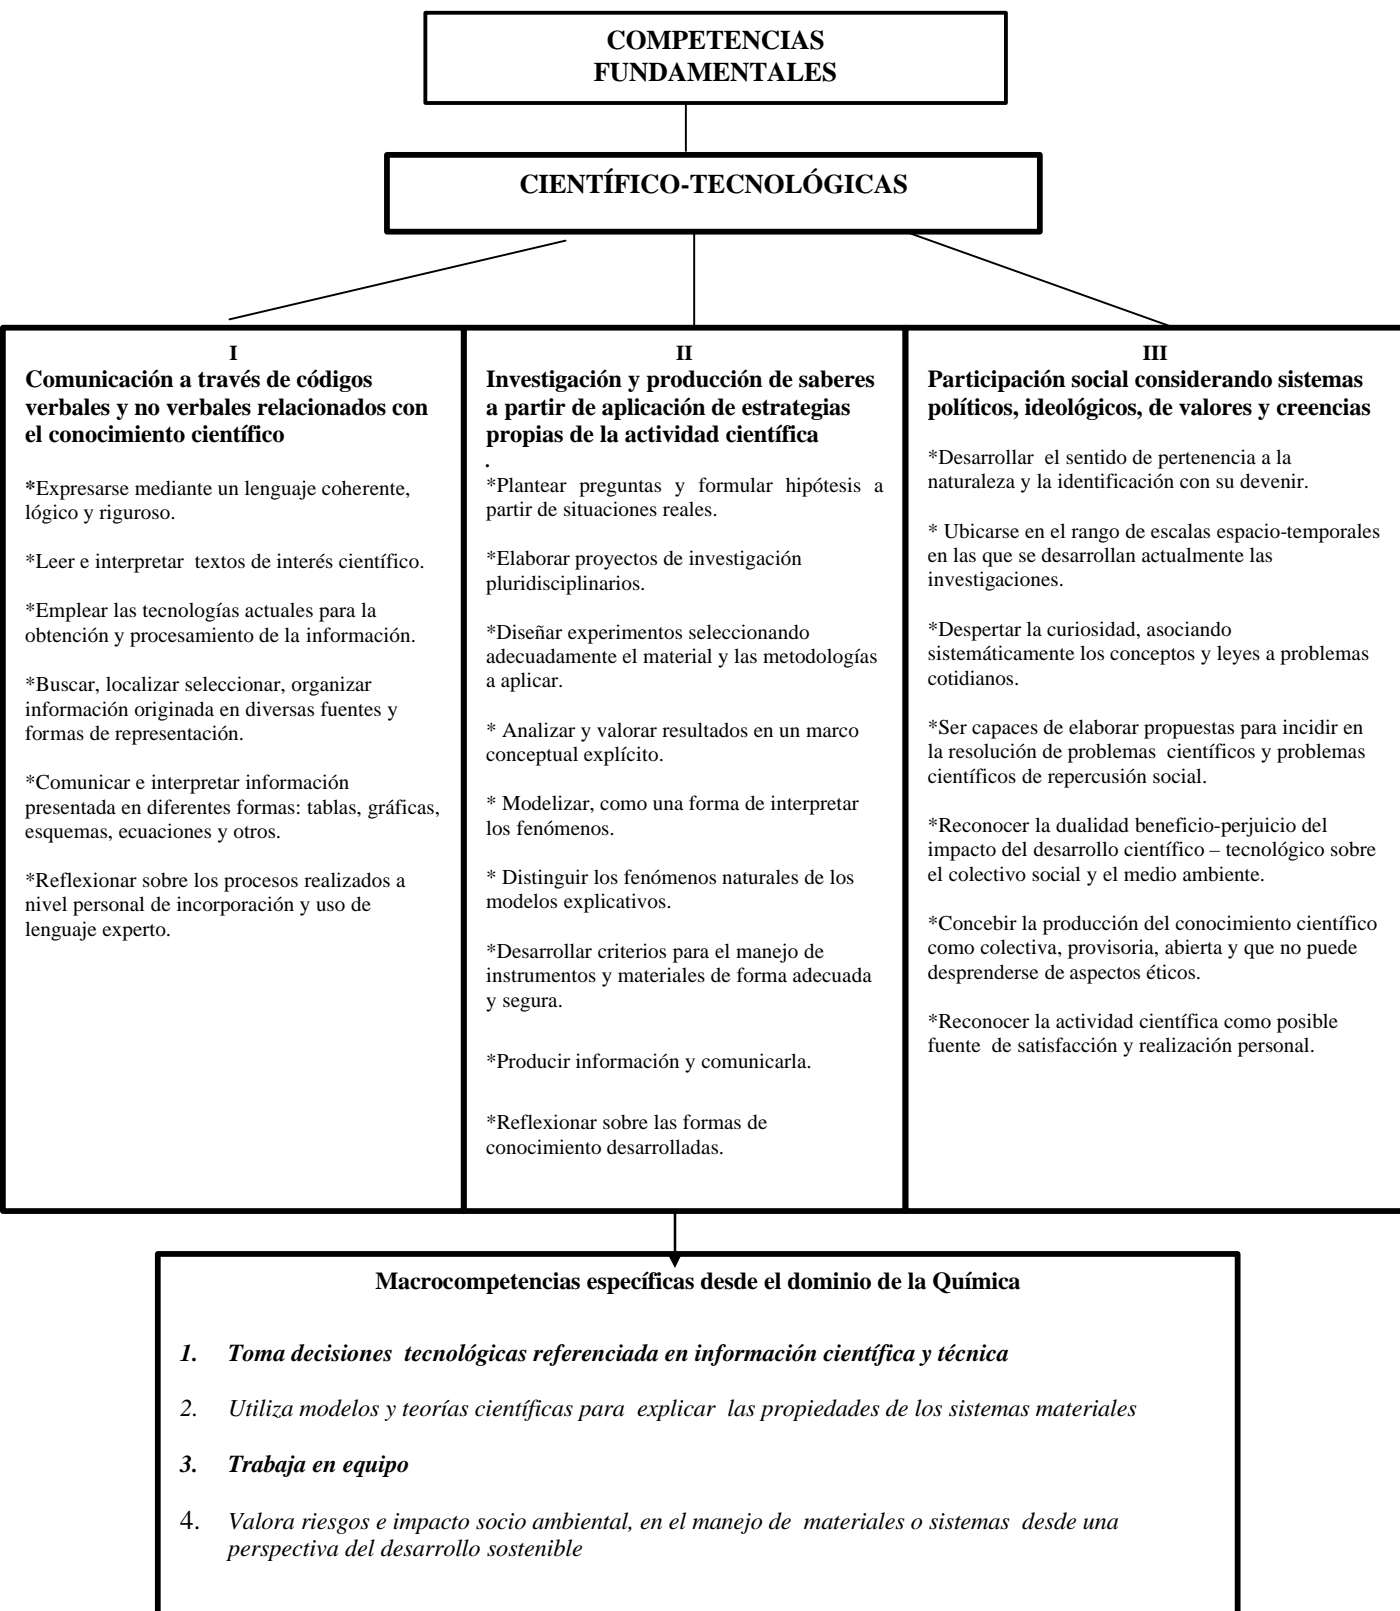 COMPETENCIAS
FUNDAMENTALES
CIENTÍFICO-TECNOLÓGICAS
I
Comunicación a través de códigos
verbales y no verbales relacionados con
el conocimiento científico
*Expresarse mediante un lenguaje coherente,
lógico y riguroso.
*Leer e interpretar textos de interés científico.
*Emplear las tecnologías actuales para la
obtención y procesamiento de la información.
*Buscar, localizar seleccionar, organizar
información originada en diversas fuentes y
formas de representación.
*Comunicar e interpretar información
presentada en diferentes formas: tablas, gráficas,
esquemas, ecuaciones y otros.
*Reflexionar sobre los procesos realizados a
nivel personal de incorporación y uso de
lenguaje experto.
II
Investigación y producción de saberes
a partir de aplicación de estrategias
propias de la actividad científica
.
*Plantear preguntas y formular hipótesis a
partir de situaciones reales.
*Elaborar proyectos de investigación
pluridisciplinarios.
*Diseñar experimentos seleccionando
adecuadamente el material y las metodologías
a aplicar.
* Analizar y valorar resultados en un marco
conceptual explícito.
* Modelizar, como una forma de interpretar
los fenómenos.
* Distinguir los fenómenos naturales de los
modelos explicativos.
*Desarrollar criterios para el manejo de
instrumentos y materiales de forma adecuada
y segura.
*Producir información y comunicarla.
*Reflexionar sobre las formas de
conocimiento desarrolladas.
III
Participación social considerando sistemas
políticos, ideológicos, de valores y creencias
*Desarrollar el sentido de pertenencia a la
naturaleza y la identificación con su devenir.
* Ubicarse en el rango de escalas espacio-temporales
en las que se desarrollan actualmente las
investigaciones.
*Despertar la curiosidad, asociando
sistemáticamente los conceptos y leyes a problemas
cotidianos.
*Ser capaces de elaborar propuestas para incidir en
la resolución de problemas científicos y problemas
científicos de repercusión social.
*Reconocer la dualidad beneficio-perjuicio del
impacto del desarrollo científico – tecnológico sobre
el colectivo social y el medio ambiente.
*Concebir la producción del conocimiento científico
como colectiva, provisoria, abierta y que no puede
desprenderse de aspectos éticos.
*Reconocer la actividad científica como posible
fuente de satisfacción y realización personal.
Macrocompetencias específicas desde el dominio de la Química
1. Toma decisiones tecnológicas referenciada en información científica y técnica
2. Utiliza modelos y teorías científicas para explicar las propiedades de los sistemas materiales
3. Trabaja en equipo
4. Valora riesgos e impacto socio ambiental, en el manejo de materiales o sistemas desde una
perspectiva del desarrollo sostenible